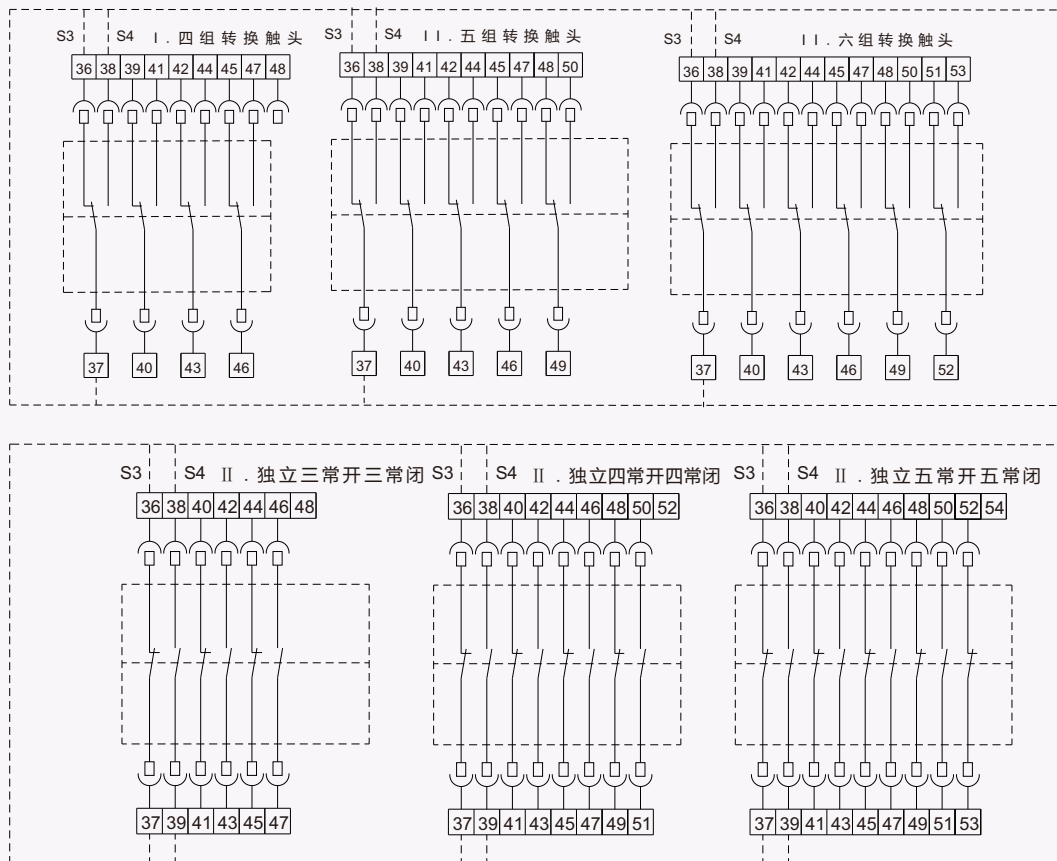 S3 S4 I.四组转换触头
36 38 39 41 42 44 45 47 48
37 40 43 46
S3 S4 II.五组转换触头
36 38 39 41 42 44 45 47 48 50
37 40 43 46 49
S3 S4 II.六组转换触头
36 38 39 41 42 44 45 47 48 50 51 53
37 40 43 46 49 52
S3 S4 Ⅱ.独立三常开三常闭
36 38 40 42 44 46 48
37 39 41 43 45 47
S3 S4 Ⅱ.独立四常开四常闭
36 38 40 42 44 46 48 50 52
37 39 41 43 45 47 49 51
S3 S4 Ⅱ.独立五常开五常闭
36 38 40 42 44 46 48 50 52 54
37 39 41 43 45 47 49 51 53